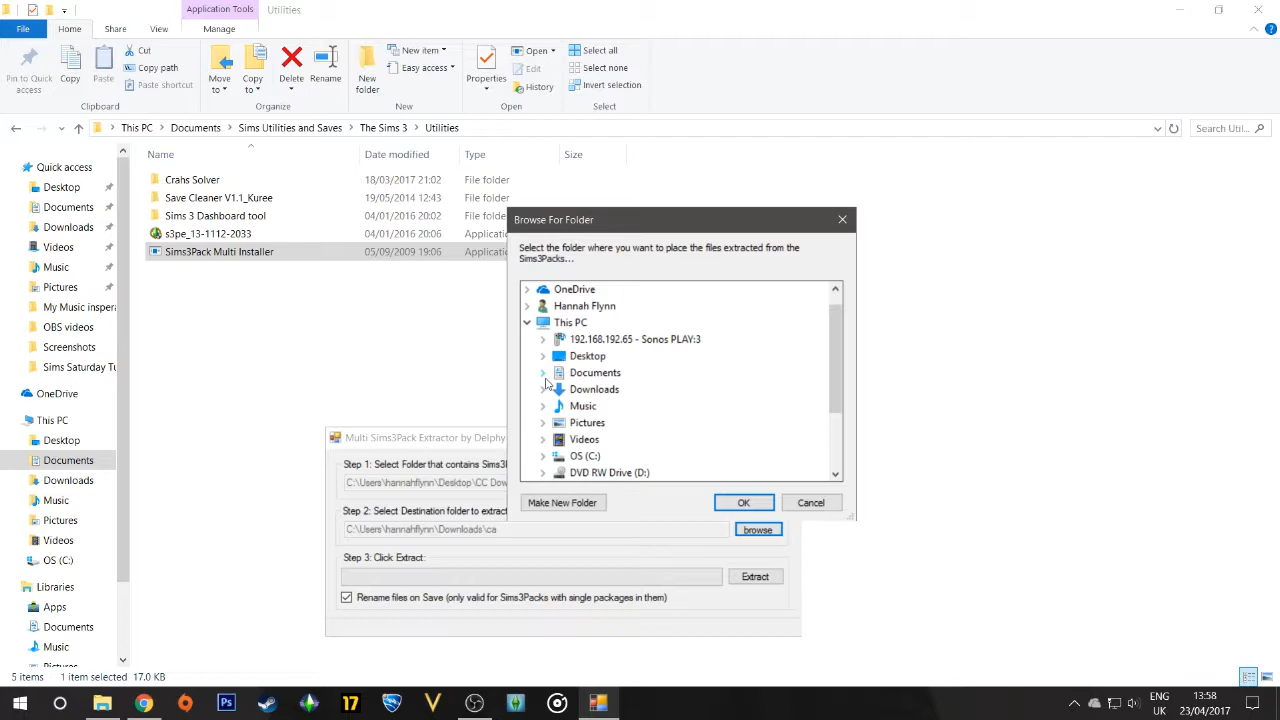 Application Tools
Utilities
File
Home
Share
View
Manage
Pin to Quick
access
Copy
Paste
Cut
Copy path
Paste shortcut
Clipboard
Move
to
Copy
to
Delete
Rename
Organize
New
folder
New item
Easy access
New
Properties
Open
Edit
History
Open
Select all
Select none
Invert selection
Select
This PC
Documents
Sims Utilities and Saves
The Sims 3
Utilities
Search Util...
Name
Date modified
Type
Size
Quick access
Desktop
Documents
Downloads
Videos
Music
Pictures
My Music inspera
OBS videos
Screenshots
Sims Saturday Tu
OneDrive
This PC
Desktop
Documents
Downloads
Music
Pictures
Videos
OS (C:)
Libraries
Apps
Documents
Music
Pictures
Crahs Solver 18/03/2017 21:02 File folder
Save Cleaner V1.1_Kuree 19/05/2014 12:43 File folder
Sims 3 Dashboard tool 04/01/2016 20:02 File folder
s3pe_13-1112-2033 04/01/2016 20:06 Applicati
Sims3Pack Multi Installer 05/09/2009 19:06 Applicati
Browse For Folder
Select the folder where you want to place the files extracted from the
Sims3Packs...
OneDrive
Hannah Flynn
This PC
192.168.192.65 - Sonos PLAY:3
Desktop
Documents
Downloads
Music
Pictures
Videos
OS (C:)
DVD RW Drive (D:)
Make New Folder
OK
Cancel
Multi Sims3Pack Extractor by Delphy
Step 1: Select Folder that contains Sims3F
C:\Users\hannahflynn\Desktop\CC Dow
Step 2: Select Destination folder to extrac
C:\Users\hannahflynn\Downloads\ca
browse
Step 3: Click Extract:
Extract
Rename files on Save (only valid for Sims3Packs with single packages in them)
5 items
1 item selected 17.0 KB
Ps
17
ENG
UK
13:58
23/04/2017